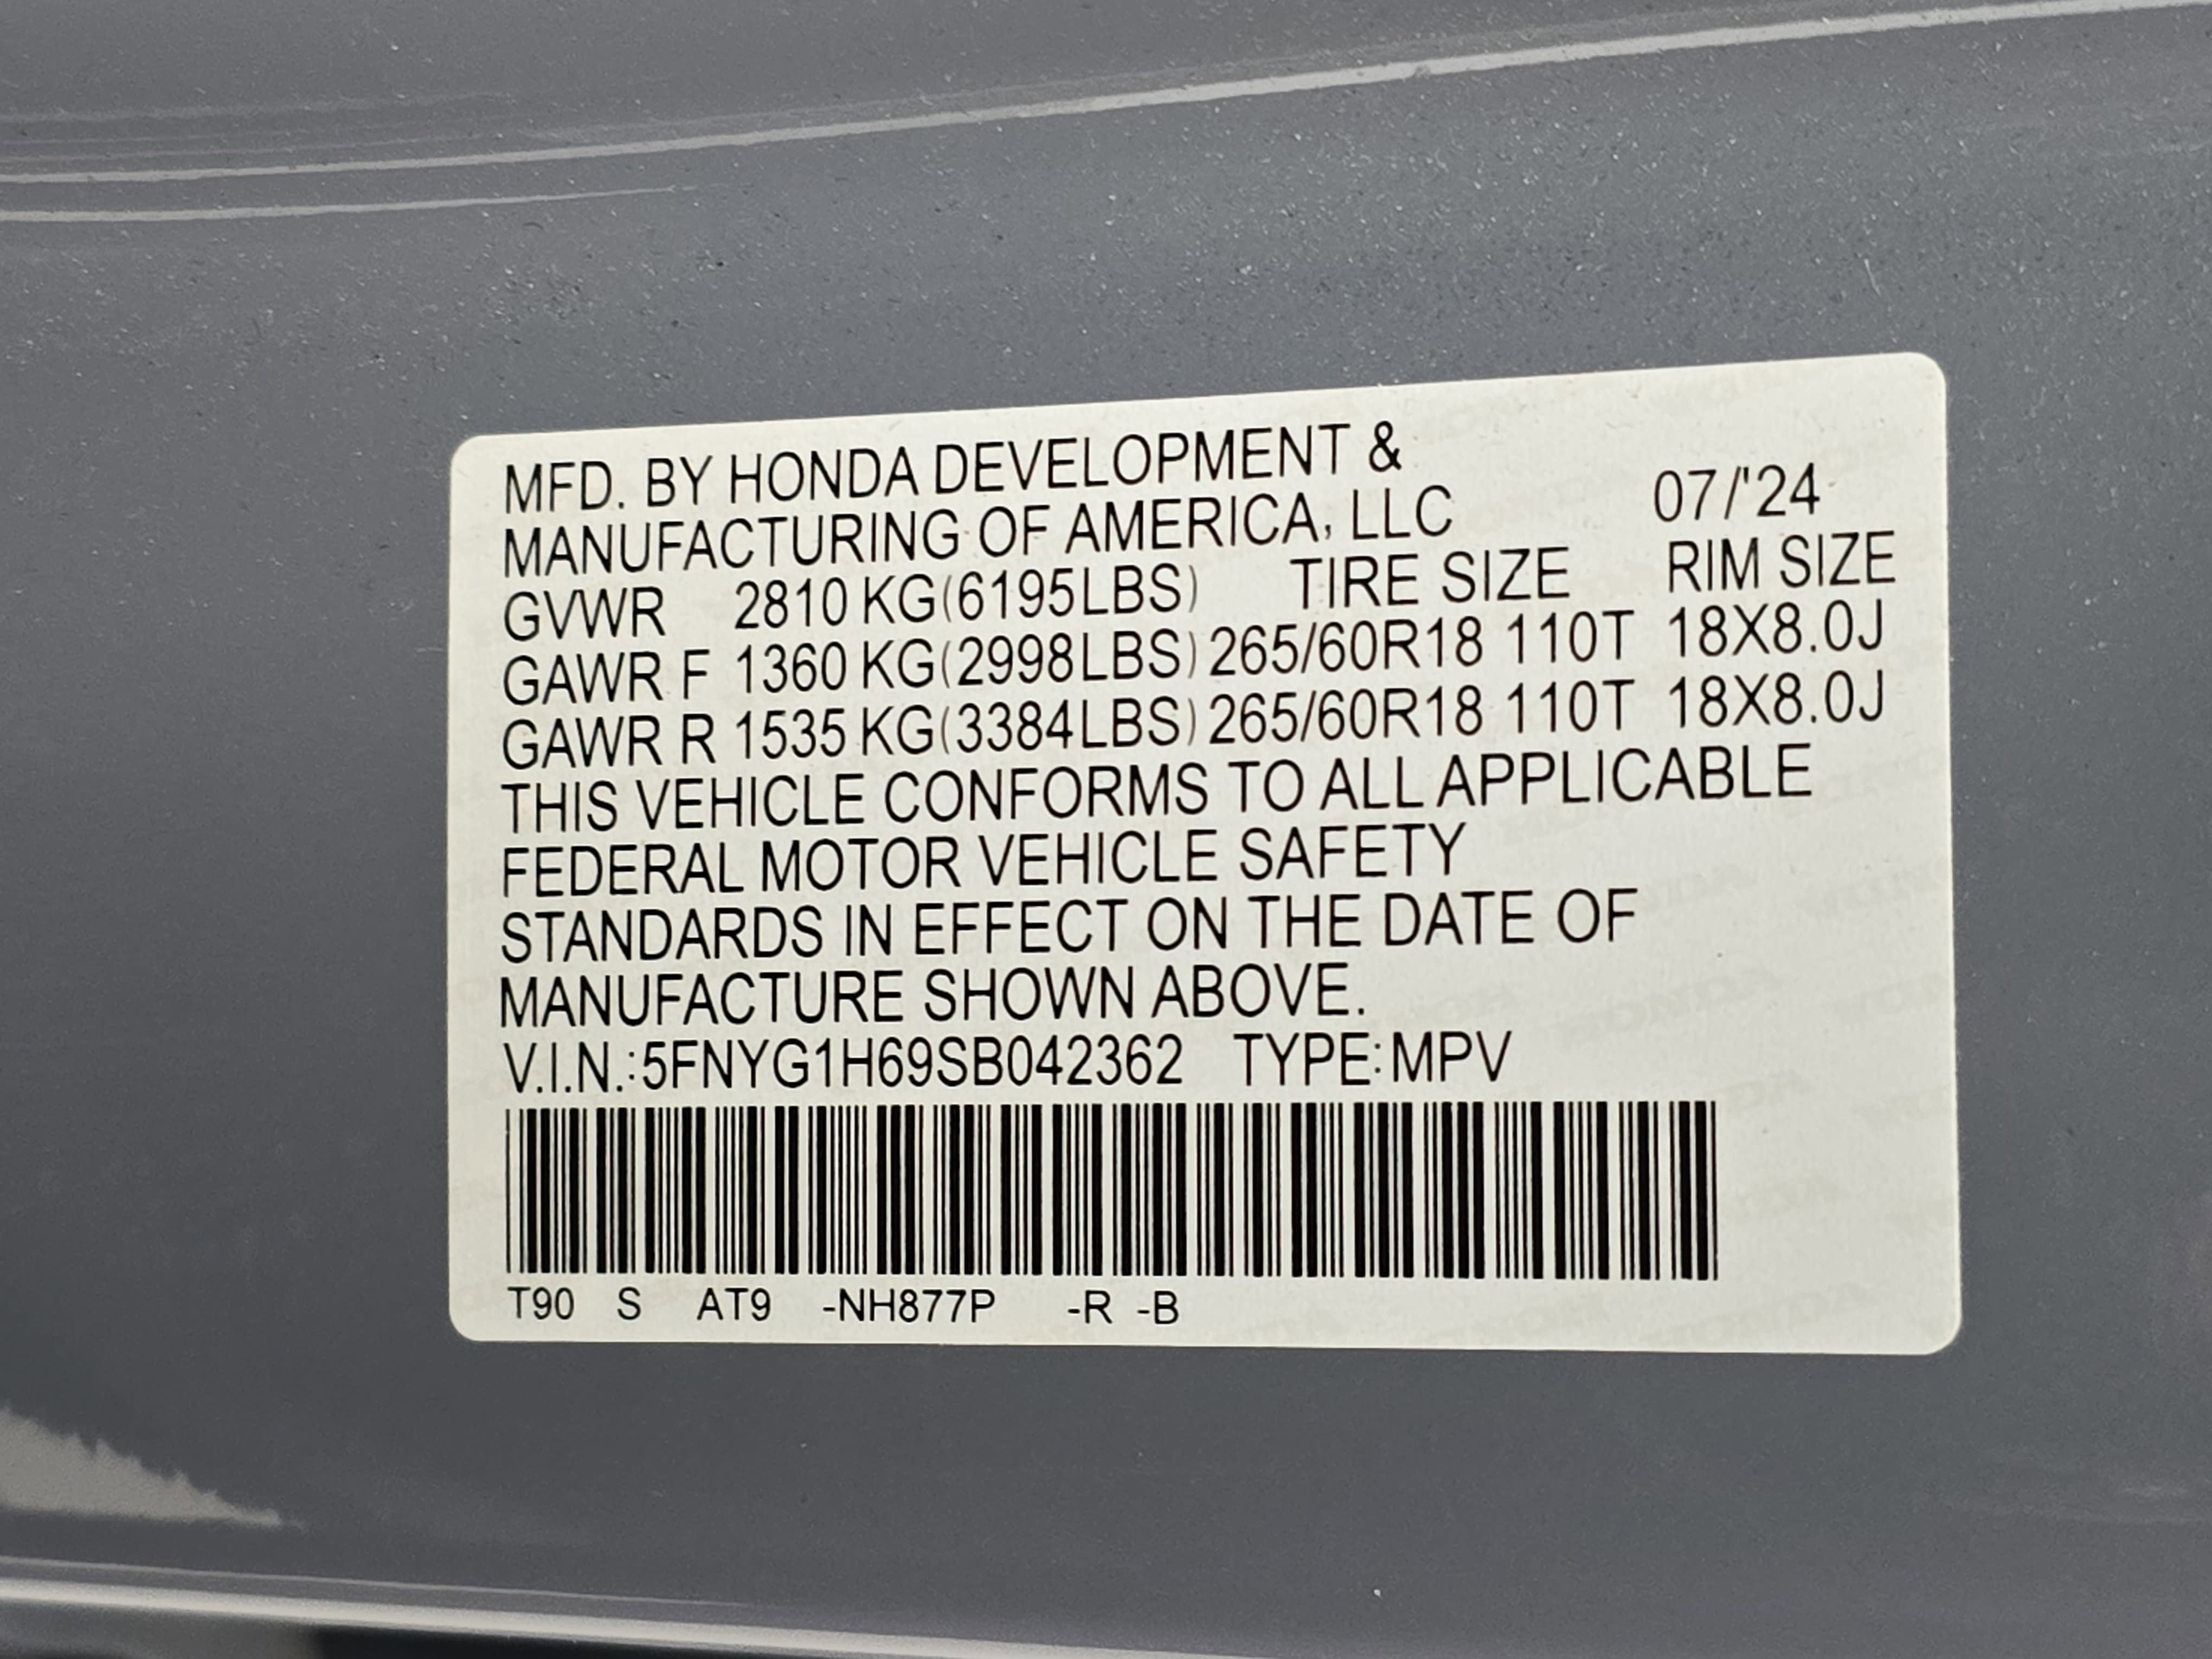 MFD. BY HONDA DEVELOPMENT &
MANUFACTURING OF AMERICA, LLC 07/'24
GVWR 2810 KG(6195LBS) TIRE SIZE RIM SIZE
GAWR F 1360 KG(2998LBS) 265/60R18 110T 18X8.0J
GAWR R 1535 KG(3384LBS) 265/60R18 110T 18X8.0J
THIS VEHICLE CONFORMS TO ALL APPLICABLE
FEDERAL MOTOR VEHICLE SAFETY
STANDARDS IN EFFECT ON THE DATE OF
MANUFACTURE SHOWN ABOVE.
V.I.N.:5FNYG1H69SB042362 TYPE:MPV
T90 S AT9 -NH877P -R -B